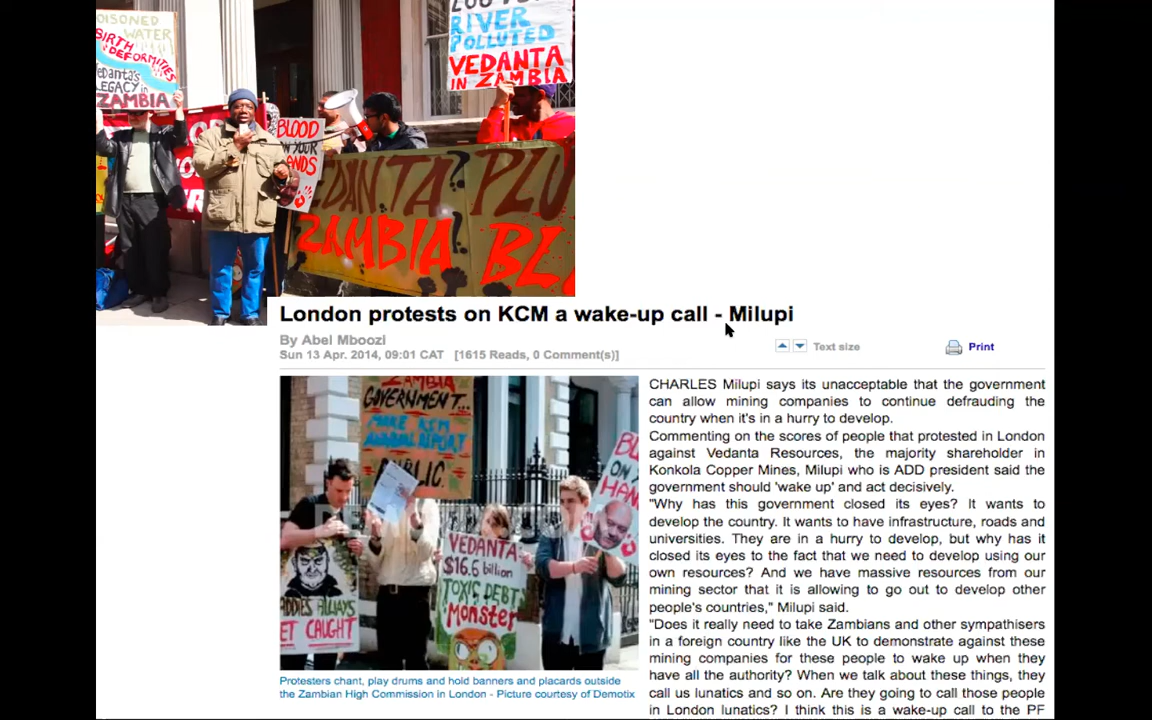 POISONED
WATER
BIRTH
DEFORMITIES
Vedanta's
LEGACY in
ZAMBIA
RIVER
POLLUTED
VEDANTA
IN ZAMBIA
BLOOD
ON YOUR
HANDS
VEDANTA
ZAMBIA
London protests on KCM a wake-up call - Milupi
By Abel Mboozi
Sun 13 Apr. 2014, 09:01 CAT [1615 Reads, 0 Comment(s)]
Text size
Print
ZAMBIA
GOVERNMENT...
MAKE KCM
ANNUAL REPORT
PUBLIC
VEDANTA
$16.6 billion
TOXIC DEBT
Monster
BADDIES ALWAYS
GET CAUGHT
Protesters chant, play drums and hold banners and placards outside
the Zambian High Commission in London - Picture courtesy of Demotix
CHARLES Milupi says its unacceptable that the government
can allow mining companies to continue defrauding the
country when it's in a hurry to develop.
Commenting on the scores of people that protested in London
against Vedanta Resources, the majority shareholder in
Konkola Copper Mines, Milupi who is ADD president said the
government should 'wake up' and act decisively.
"Why has this government closed its eyes? It wants to
develop the country. It wants to have infrastructure, roads and
universities. They are in a hurry to develop, but why has it
closed its eyes to the fact that we need to develop using our
own resources? And we have massive resources from our
mining sector that it is allowing to go out to develop other
people's countries," Milupi said.
"Does it really need to take Zambians and other sympathisers
in a foreign country like the UK to demonstrate against these
mining companies for these people to wake up when they
have all the authority? When we talk about these things, they
call us lunatics and so on. Are they going to call those people
in London lunatics? I think this is a wake-up call to the PF